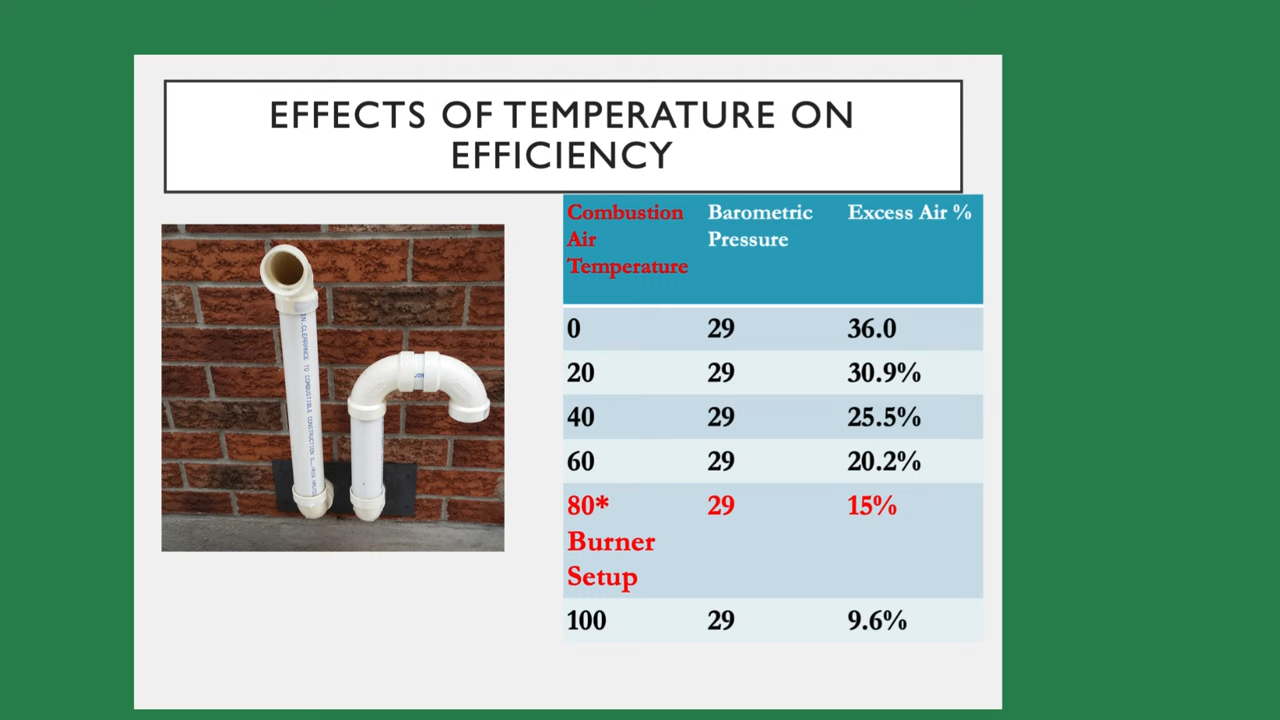 EFFECTS OF TEMPERATURE ON
EFFICIENCY
Combustion Air Temperature Barometric Pressure Excess Air %
0 29 36.0
20 29 30.9%
40 29 25.5%
60 29 20.2%
80* Burner Setup 29 15%
100 29 9.6%